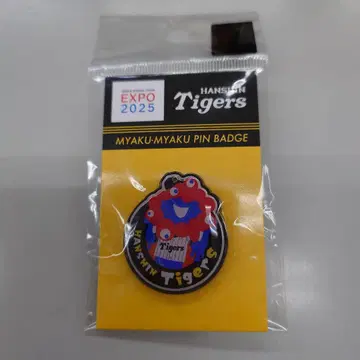 EXPO
2025
HANSHIN
Tigers
MYAKU-MYAKU PIN BADGE
Tigers
HANSHIN Tigers